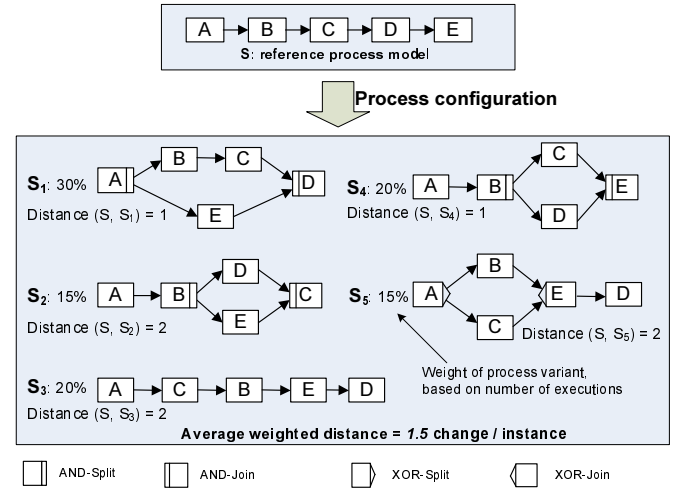 A B C D E
S: reference process model
Process configuration
S1: 30%
A B C D E
Distance (S, S1) = 1
S4: 20%
A B C D E
Distance (S, S4) = 1
S2: 15%
A B D E C
Distance (S, S2) = 2
S5: 15%
A B C E D
Distance (S, S5) = 2
Weight of process variant,
based on number of executions
S3: 20%
A C B E D
Distance (S, S3) = 2
Average weighted distance = 1.5 change / instance
AND-Split AND-Join XOR-Split XOR-Join